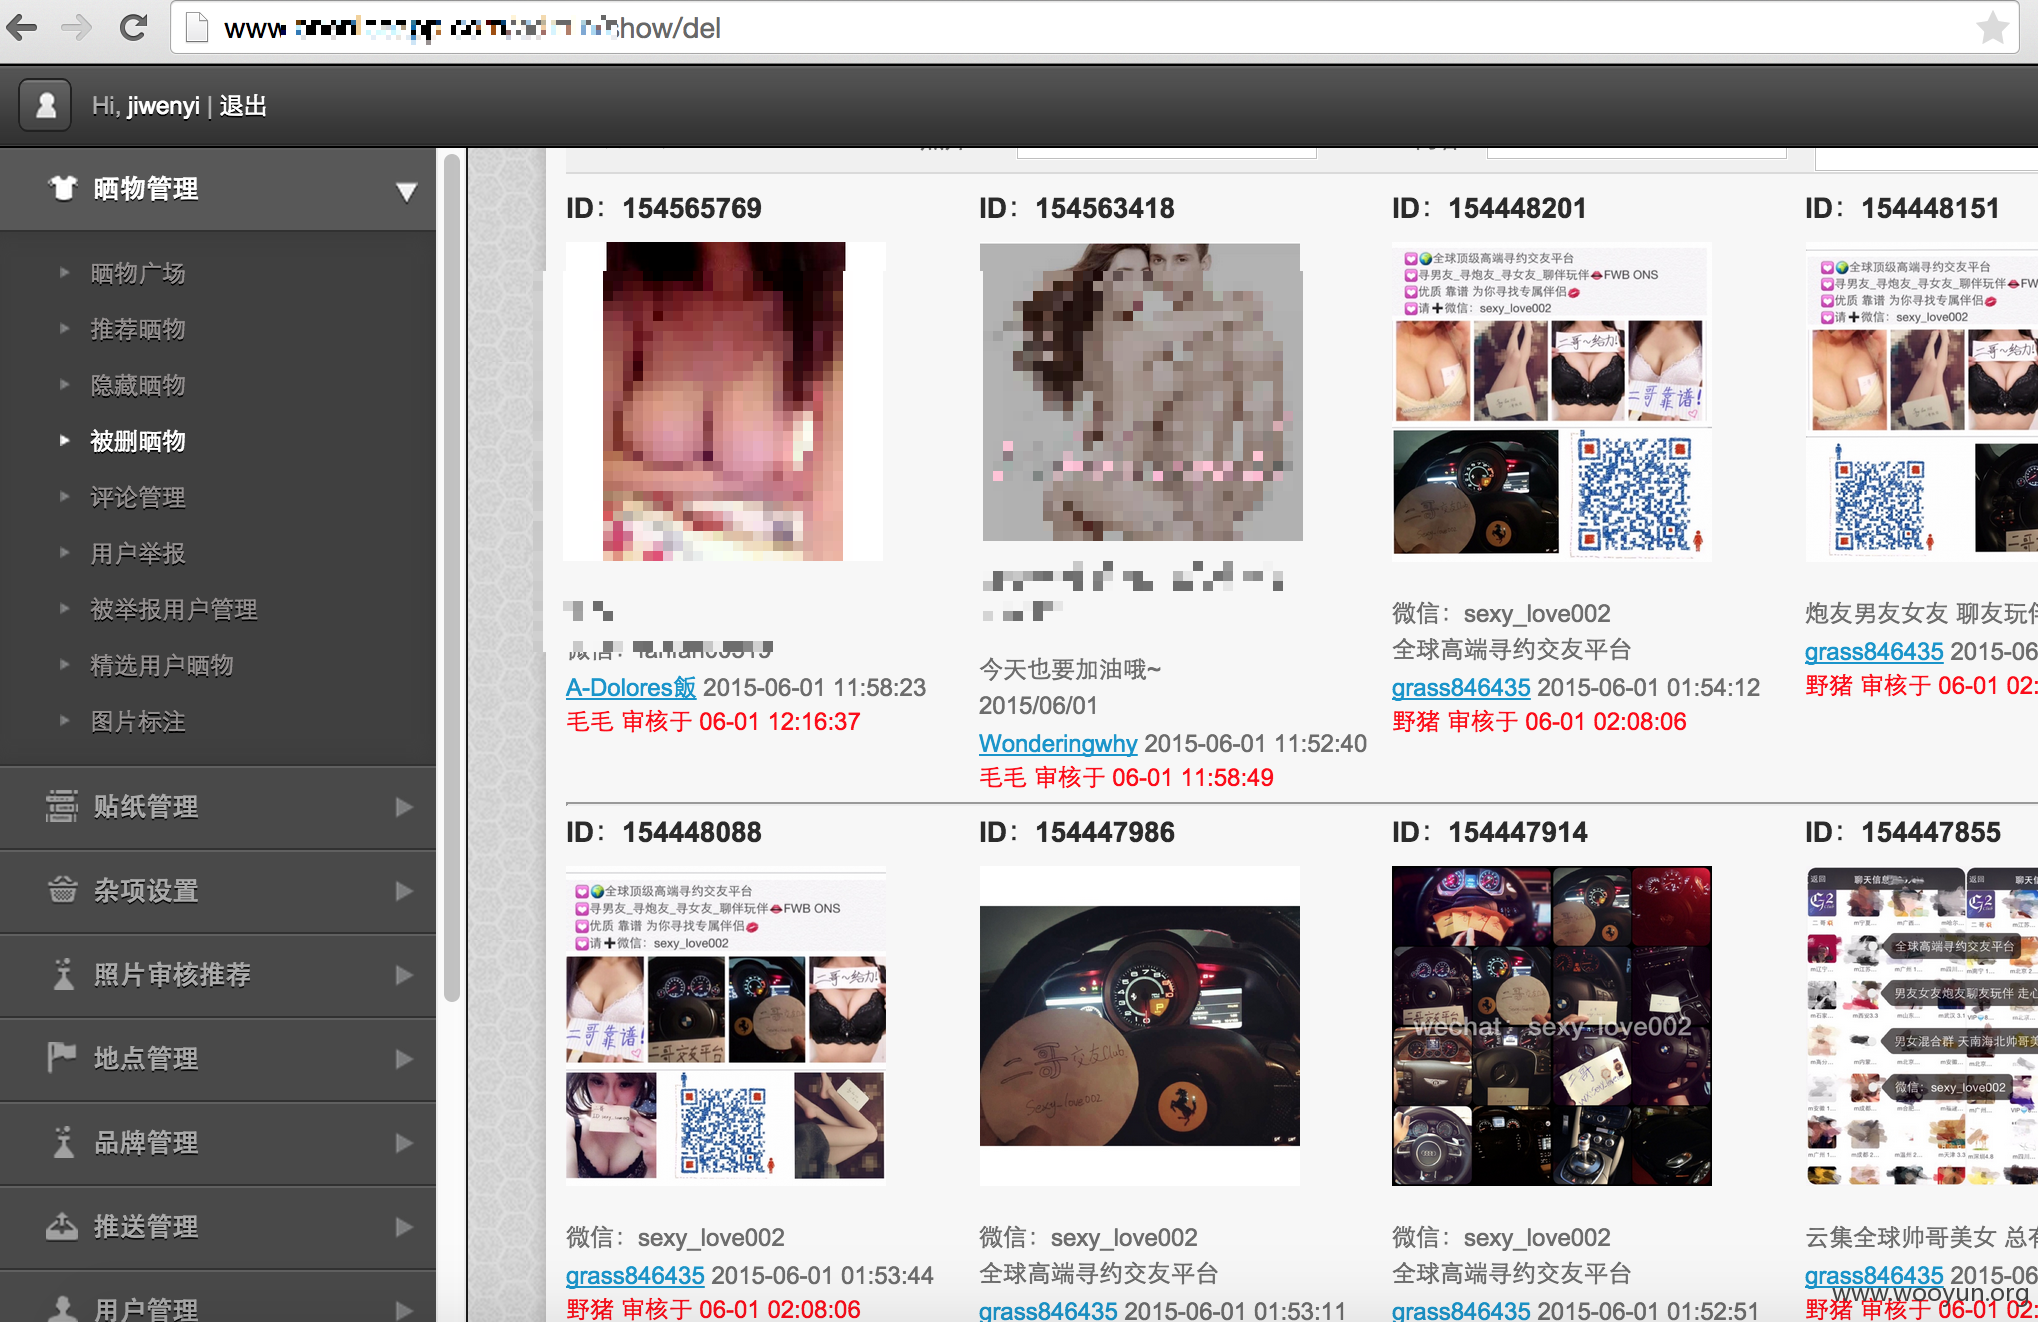 www
show/del
Hi, jiwenyi | 退出
晒物管理
晒物广场
推荐晒物
隐藏晒物
被删晒物
评论管理
用户举报
被举报用户管理
精选用户晒物
图片标注
贴纸管理
杂项设置
照片审核推荐
地点管理
品牌管理
推送管理
用户管理
ID：154565769
A-Dolores飯 2015-06-01 11:58:23
毛毛 审核于 06-01 12:16:37
ID：154563418
今天也要加油哦~
2015/06/01
Wonderingwhy 2015-06-01 11:52:40
毛毛 审核于 06-01 11:58:49
ID：154448201
全球顶级高端寻约交友平台
寻男友_寻炮友_寻女友_聊伴玩伴 FWB ONS
优质 靠谱 为你寻找专属伴侣
请 微信：sexy_love002
二哥~给力!
二哥靠谱!
微信：sexy_love002
全球高端寻约交友平台
grass846435 2015-06-01 01:54:12
野猪 审核于 06-01 02:08:06
ID：154448151
全球顶级高端寻约交友平台
寻男友_寻炮友_寻女友_聊伴玩伴 FW
优质 靠谱 为你寻找专属伴侣
请 微信：sexy_love002
二哥~给力!
炮友男友女友 聊友玩伴
grass846435 2015-06
野猪 审核于 06-01 02:
ID：154448088
全球顶级高端寻约交友平台
寻男友_寻炮友_寻女友_聊伴玩伴 FWB ONS
优质 靠谱 为你寻找专属伴侣
请 微信：sexy_love002
二哥靠谱!
二哥交友平台
二哥~给力!
微信：sexy_love002
grass846435 2015-06-01 01:53:44
野猪 审核于 06-01 02:08:06
ID：154447986
二哥交友Club
Sexy-love002
微信：sexy_love002
全球高端寻约交友平台
grass846435 2015-06-01 01:53:11
ID：154447914
wechat：sexy_love002
微信：sexy_love002
全球高端寻约交友平台
grass846435 2015-06-01 01:52:51
ID：154447855
返回 聊天信息
返回 聊天信
全球高端寻约交友平台
男友女友炮友聊友玩伴 走心
男女混合群 天南海北帅哥美
微信：sexy_love002
云集全球帅哥美女 总有
grass846435 2015-06
野猪 审核于 06-01 02:
www.wooyun.org